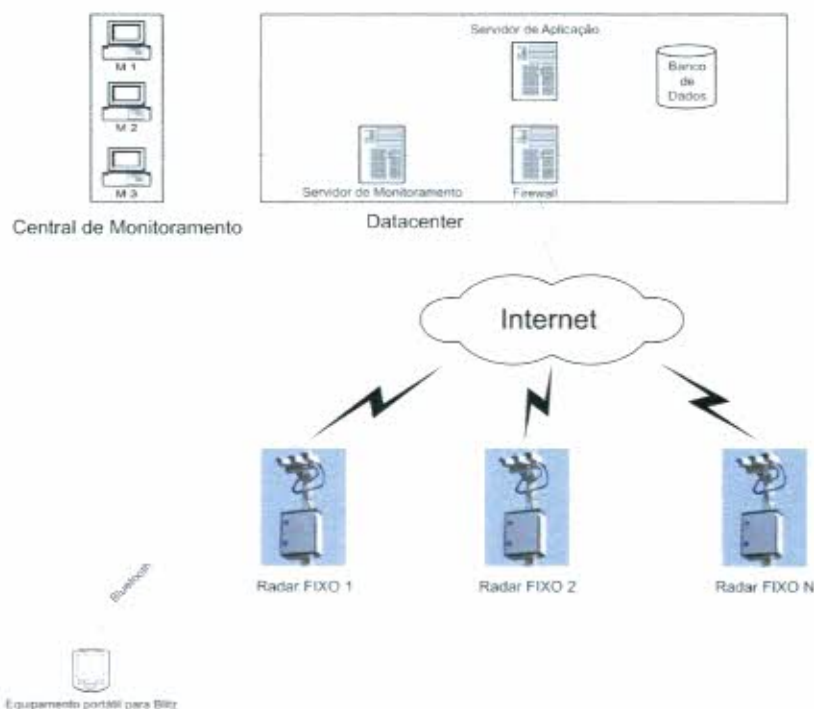 M 1
M 2
M 3
Central de Monitoramento
Servidor de Aplicação
Banco
de
Dados
Servidor de Monitoramento
Firewall
Datacenter
Internet
Radar FIXO 1
Radar FIXO 2
Radar FIXO N
Bluetooth
Equipamento portátil para Blitz